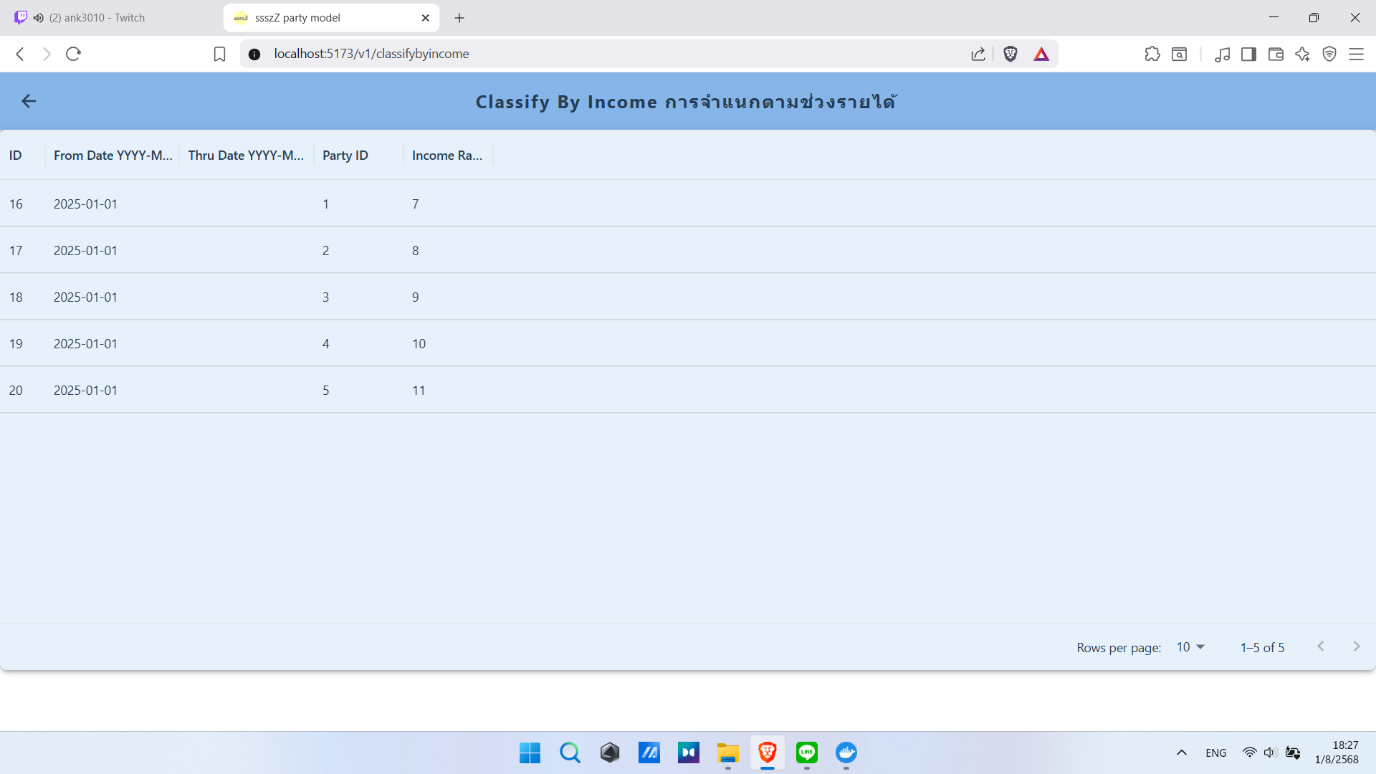 (2) ank3010 - Twitch
ssszZ party model
localhost:5173/v1/classifybyincome
Classify By Income การจำแนกตามช่วงรายได้
ID From Date YYYY-M... Thru Date YYYY-M... Party ID Income Ra...
16 2025-01-01 1 7
17 2025-01-01 2 8
18 2025-01-01 3 9
19 2025-01-01 4 10
20 2025-01-01 5 11
Rows per page: 10 1–5 of 5
ENG 18:27
1/8/2568